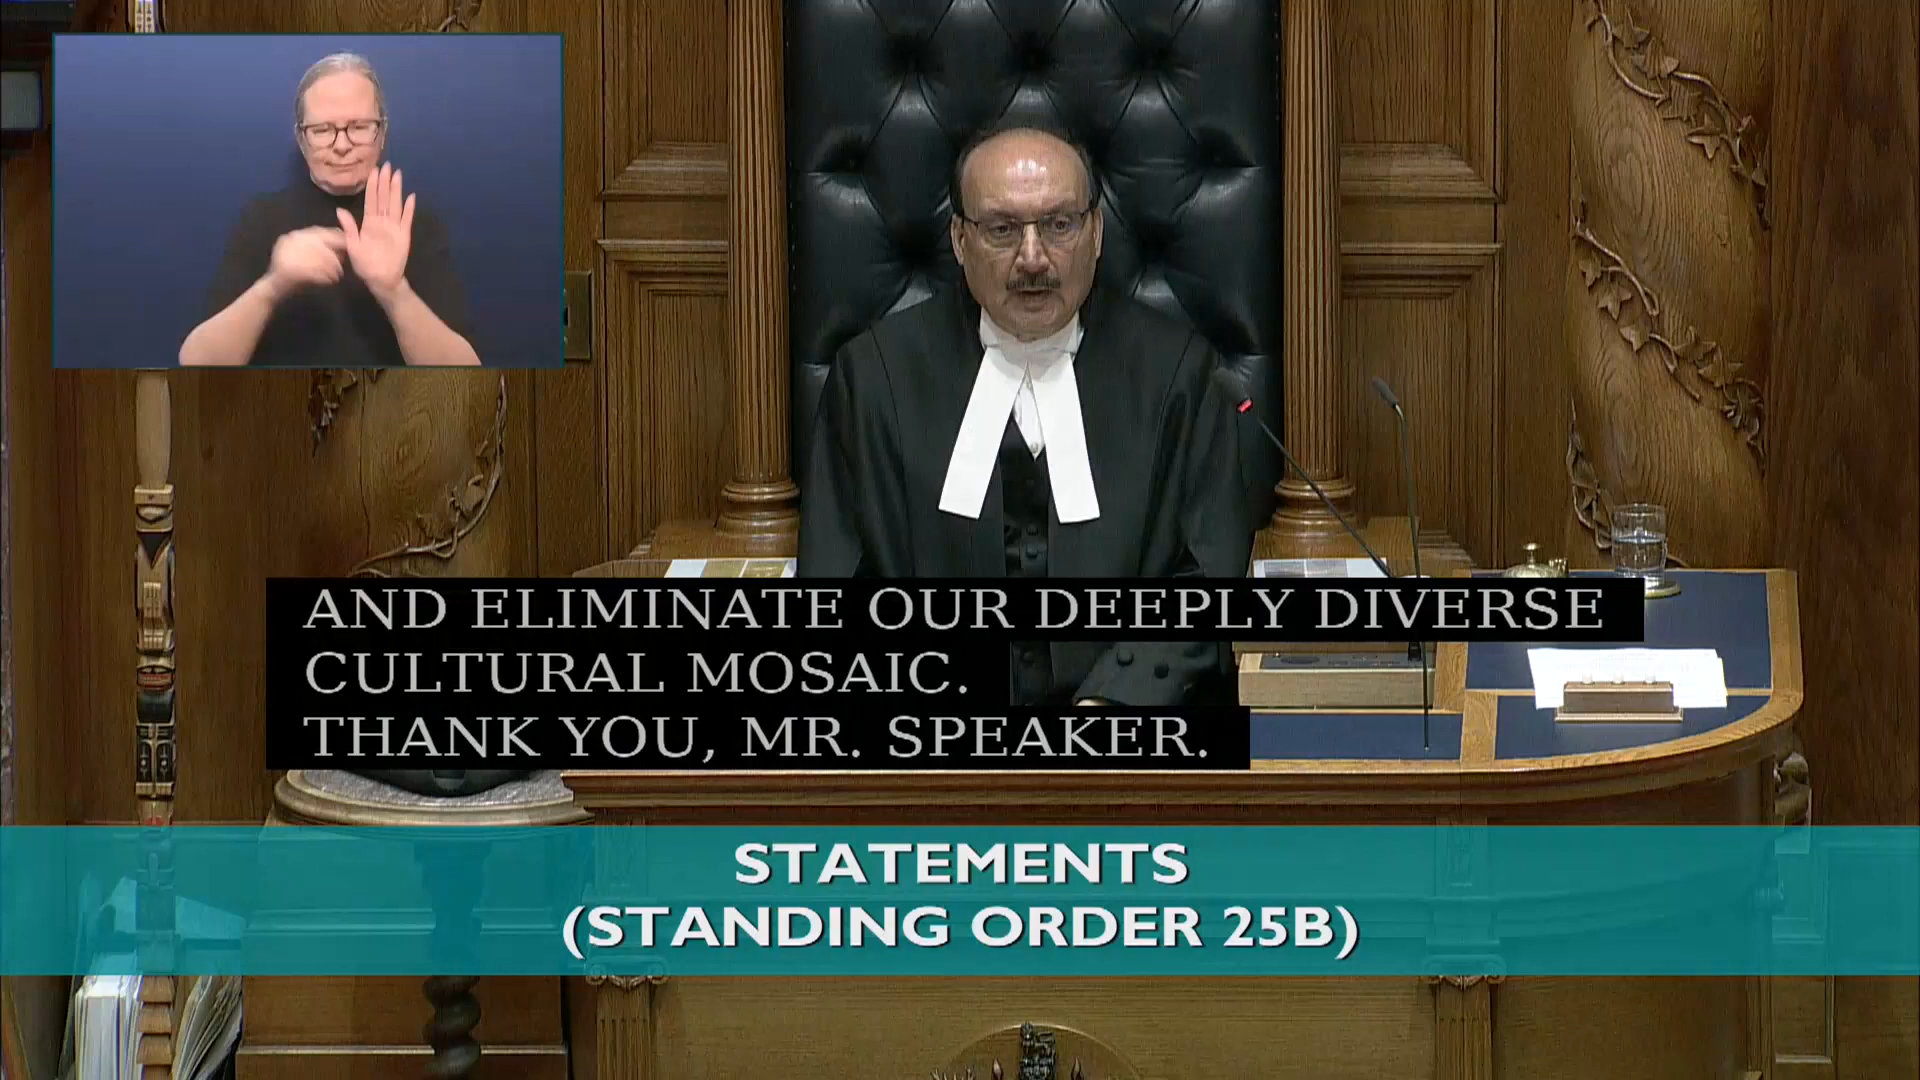 AND ELIMINATE OUR DEEPLY DIVERSE
CULTURAL MOSAIC.
THANK YOU, MR. SPEAKER.
STATEMENTS
(STANDING ORDER 25B)